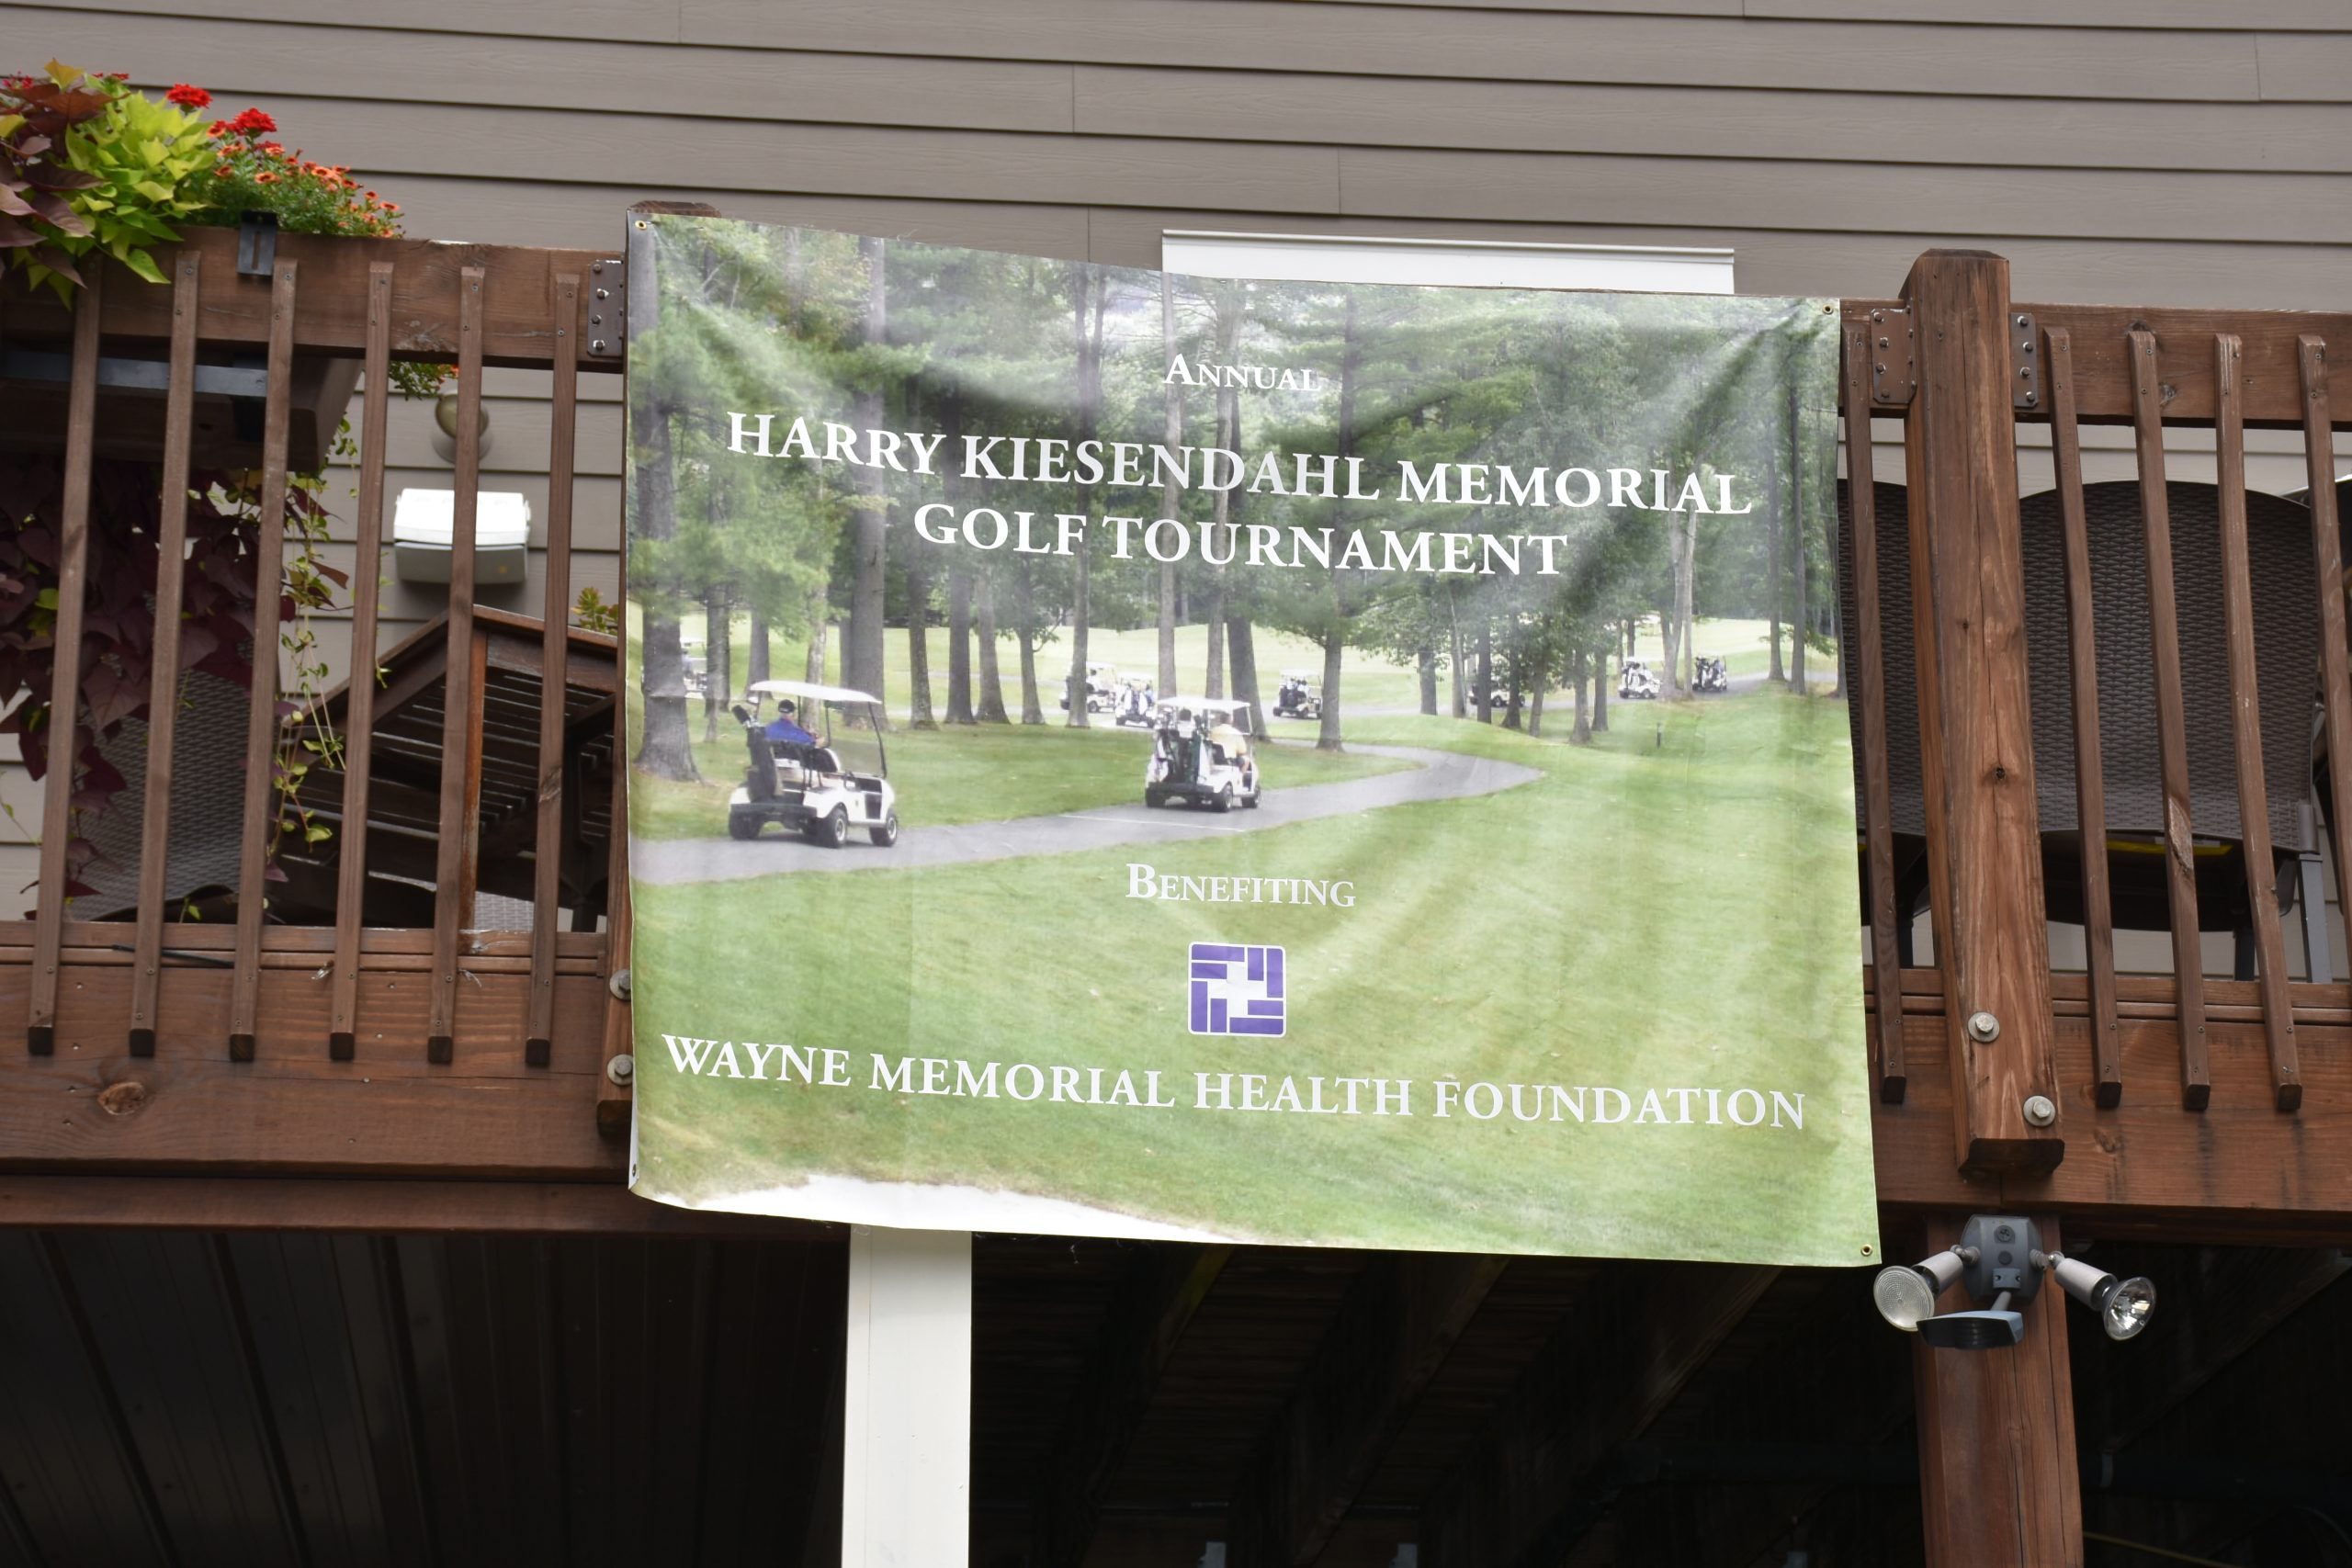 ANNUAL
HARRY KIESENDAHL MEMORIAL
GOLF TOURNAMENT
BENEFITING
WAYNE MEMORIAL HEALTH FOUNDATION